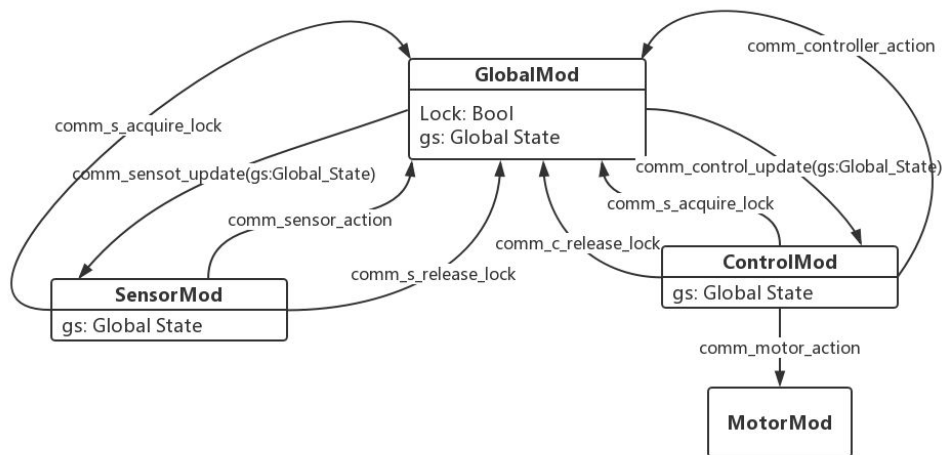 comm_controller_action
GlobalMod
Lock: Bool
gs: Global State
comm_s_acquire_lock
comm_sensot_update(gs:Global_State)
comm_control_update(gs:Global_State)
comm_s_acquire_lock
comm_sensor_action
comm_c_release_lock
comm_s_release_lock
ControlMod
gs: Global State
SensorMod
gs: Global State
comm_motor_action
MotorMod